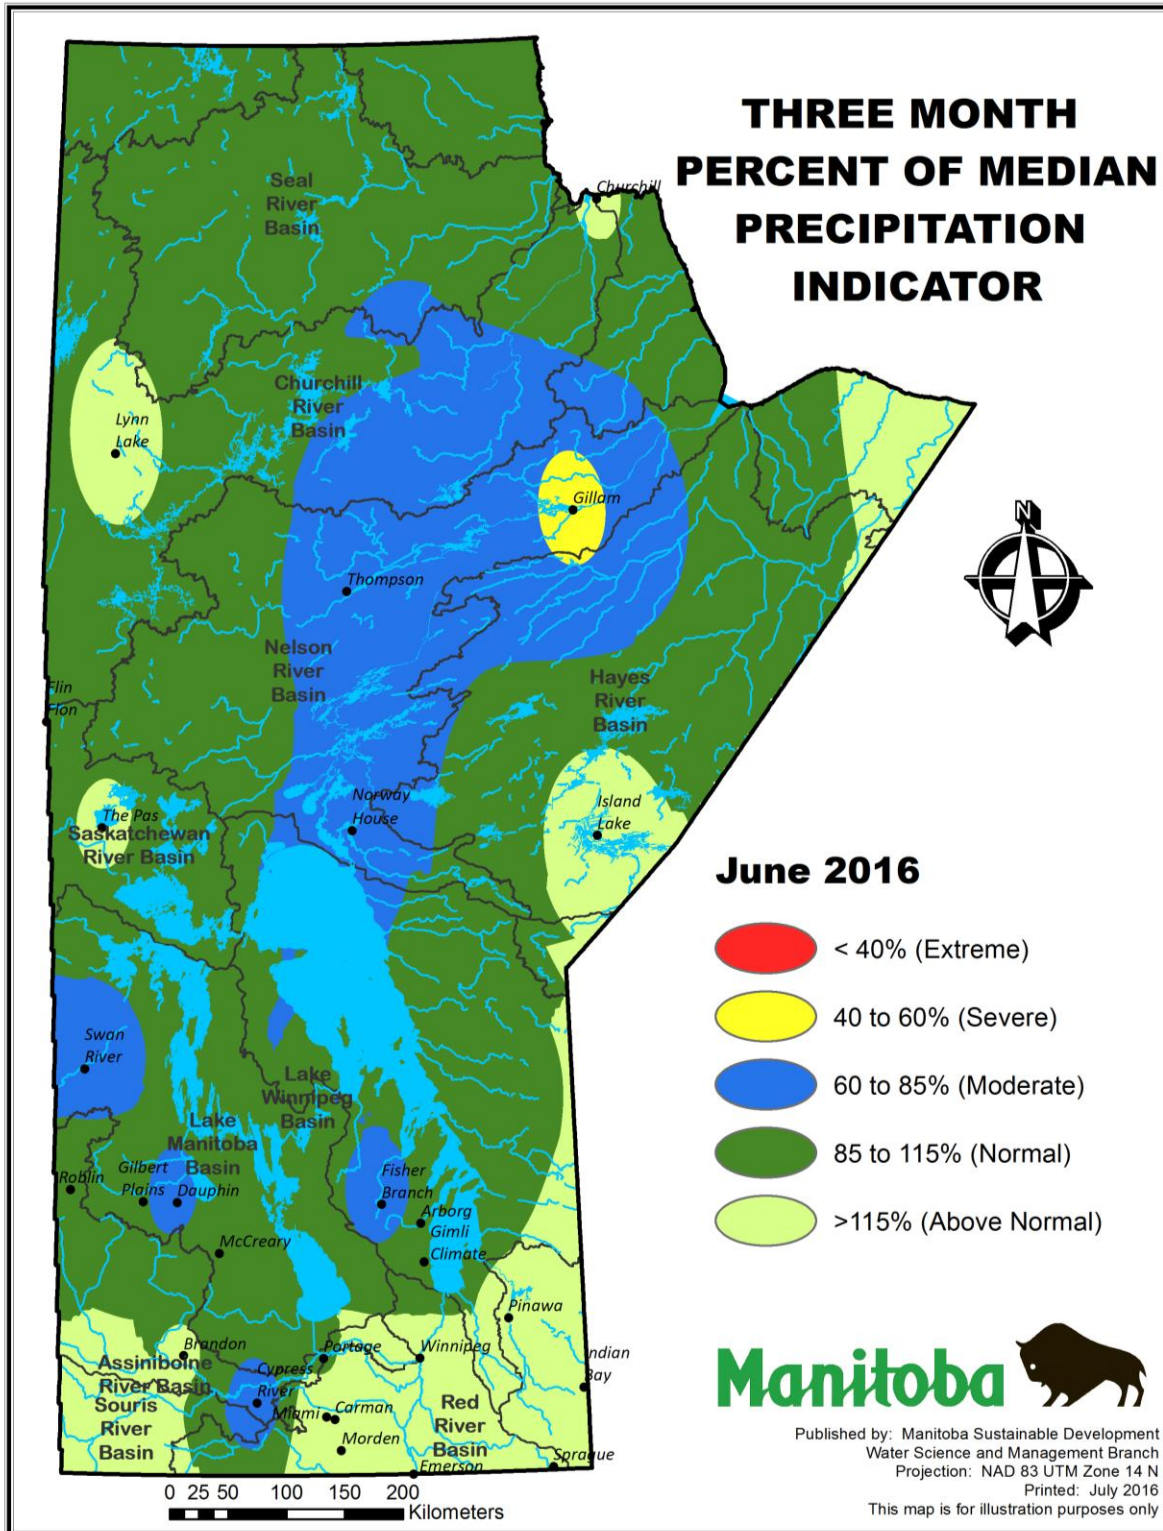 THREE MONTH
PERCENT OF MEDIAN
PRECIPITATION
INDICATOR
Churchill
Seal
River
Basin
Churchill
River
Basin
Lynn
Lake
Gillam
Thompson
Nelson
River
Basin
Hayes
River
Basin
Flin
Flon
Norway
House
Island
Lake
The Pas
Saskatchewan
River Basin
Swan
River
Lake
Winnipeg
Basin
Lake
Manitoba
Basin
Roblin
Gilbert
Plains
Dauphin
Fisher
Branch
Arborg
Gimli
Climate
McCreary
Pinawa
Brandon
Portage
Winnipeg
Indian
Bay
Assiniboine
River Basin
Cypress
River
Souris
River
Basin
Miami
Carman
Morden
Red
River
Basin
Emerson
Sprague
N
June 2016
< 40% (Extreme)
40 to 60% (Severe)
60 to 85% (Moderate)
85 to 115% (Normal)
>115% (Above Normal)
Manitoba
Published by: Manitoba Sustainable Development
Water Science and Management Branch
Projection: NAD 83 UTM Zone 14 N
Printed: July 2016
This map is for illustration purposes only
0 25 50 100 150 200
Kilometers